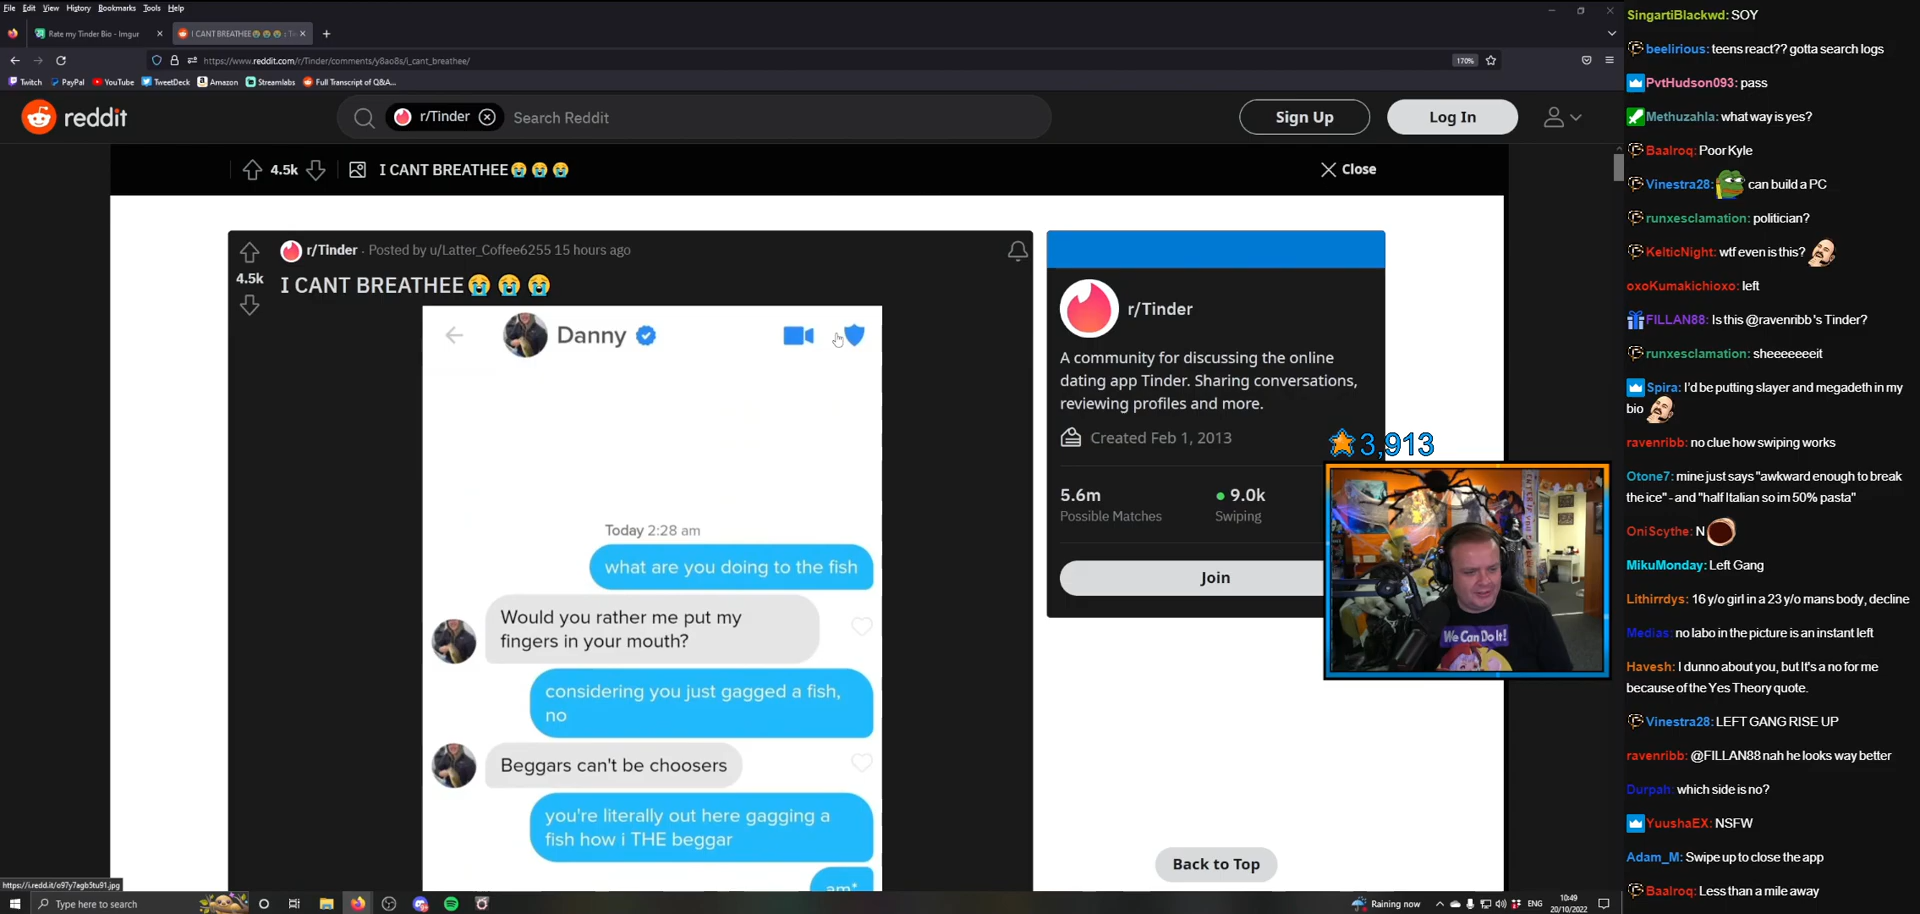 File Edit View History Bookmarks Tools Help
Rate my Tinder Bio - Imgur
I CANT BREATHEE😭😭😭 : Ti
https://www.reddit.com/r/Tinder/comments/y8ao8s/i_cant_breathee/
170%
Twitch PayPal YouTube TweetDeck Amazon Streamlabs Full Transcript of Q&A...
reddit
r/Tinder
Search Reddit
Sign Up
Log In
4.5k
I CANT BREATHEE😭😭😭
Close
r/Tinder · Posted by u/Latter_Coffee6255 15 hours ago
4.5k
I CANT BREATHEE😭😭😭
Danny
Today 2:28 am
what are you doing to the fish
Would you rather me put my
fingers in your mouth?
considering you just gagged a fish,
no
Beggars can't be choosers
you're literally out here gagging a
fish how i THE beggar
am*
r/Tinder
A community for discussing the online
dating app Tinder. Sharing conversations,
reviewing profiles and more.
Created Feb 1, 2013
5.6m
Possible Matches
9.0k
Swiping
Join
Back to Top
3,913
We Can Do It!
SingartiBlackwd: SOY
beelirious: teens react?? gotta search logs
PvtHudson093: pass
Methuzahla: what way is yes?
Baalroq: Poor Kyle
Vinestra28: can build a PC
runxesclamation: politician?
KelticNight: wtf even is this?
oxoKumakichioxo: left
FILLAN88: Is this @ravenribb's Tinder?
runxesclamation: sheeeeeeeit
Spira: I'd be putting slayer and megadeth in my
bio
ravenribb: no clue how swiping works
Otone7: mine just says "awkward enough to break
the ice" - and "half Italian so im 50% pasta"
OniScythe: N
MikuMonday: Left Gang
Lithirrdys: 16 y/o girl in a 23 y/o mans body, decline
Medias: no labo in the picture is an instant left
Havesh: I dunno about you, but It's a no for me
because of the Yes Theory quote.
Vinestra28: LEFT GANG RISE UP
ravenribb: @FILLAN88 nah he looks way better
Durpah: which side is no?
YuushaEX: NSFW
Adam_M: Swipe up to close the app
Baalroq: Less than a mile away
https://i.redd.it/o97y7agb5tu91.jpg
Type here to search
Raining now
ENG
10:49
20/10/2022